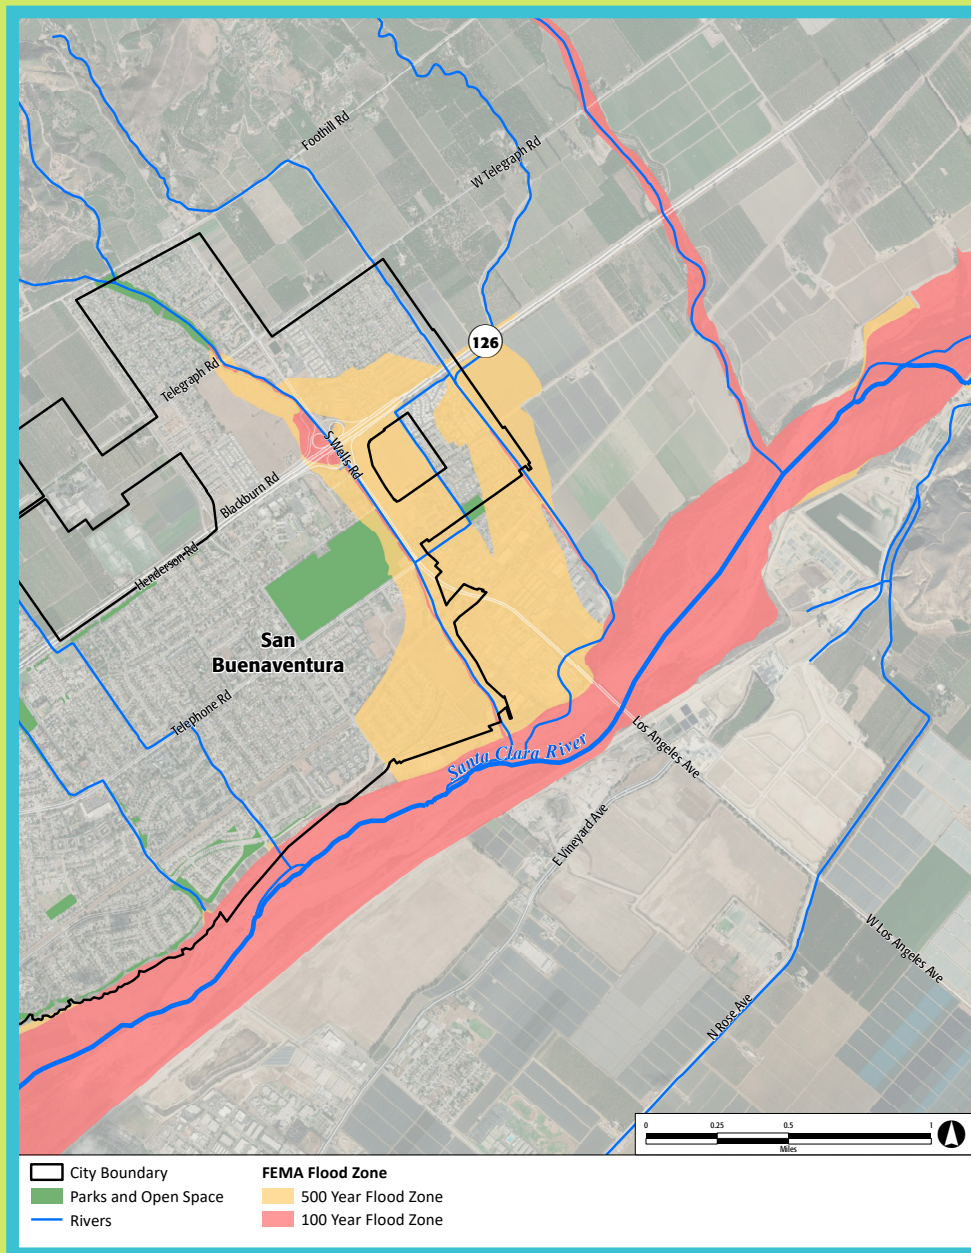 Foothill Rd
W Telegraph Rd
126
Telegraph Rd
S Wells Rd
Blackburn Rd
Henderson Rd
San
Buenaventura
Telephone Rd
Santa Clara River
Los Angeles Ave
E Vineyard Ave
W Los Angeles Ave
N Rose Ave
0 0.25 0.5 1
Miles
City Boundary
Parks and Open Space
Rivers
FEMA Flood Zone
500 Year Flood Zone
100 Year Flood Zone